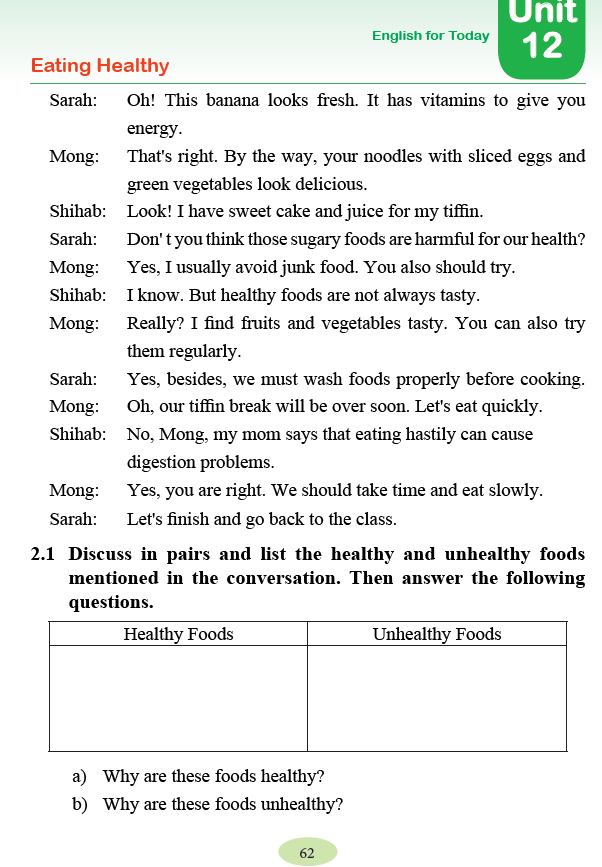 Unit
English for Today
12
Eating Healthy
Sarah: Oh! This banana looks fresh. It has vitamins to give you
energy.
Mong: That's right. By the way, your noodles with sliced eggs and
green vegetables look delicious.
Shihab: Look! I have sweet cake and juice for my tiffin.
Sarah: Don' t you think those sugary foods are harmful for our health?
Mong: Yes, I usually avoid junk food. You also should try.
Shihab: I know. But healthy foods are not always tasty.
Mong: Really? I find fruits and vegetables tasty. You can also try
them regularly.
Sarah: Yes, besides, we must wash foods properly before cooking.
Mong: Oh, our tiffin break will be over soon. Let's eat quickly.
Shihab: No, Mong, my mom says that eating hastily can cause
digestion problems.
Mong: Yes, you are right. We should take time and eat slowly.
Sarah: Let's finish and go back to the class.
2.1 Discuss in pairs and list the healthy and unhealthy foods
mentioned in the conversation. Then answer the following
questions.
Healthy Foods Unhealthy Foods
a) Why are these foods healthy?
b) Why are these foods unhealthy?
62